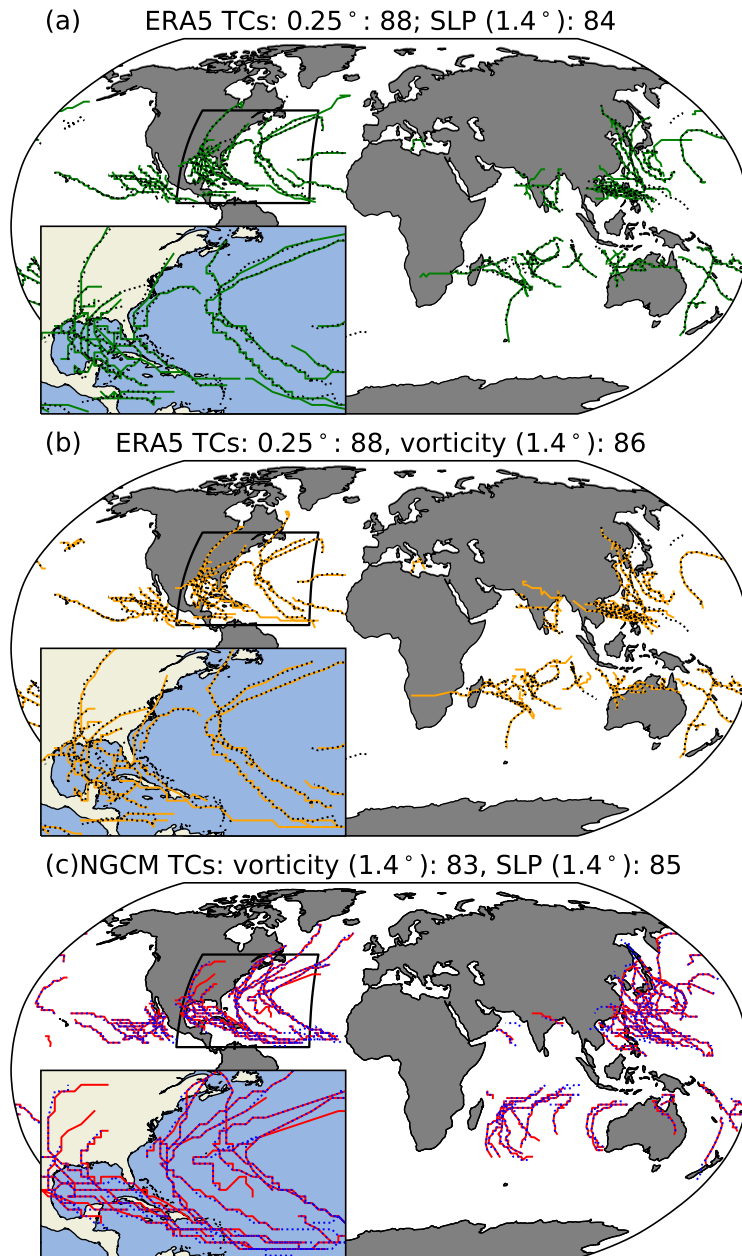 (a) ERA5 TCs: 0.25°: 88; SLP (1.4°): 84
(b) ERA5 TCs: 0.25°: 88, vorticity (1.4°): 86
(c)NGCM TCs: vorticity (1.4°): 83, SLP (1.4°): 85